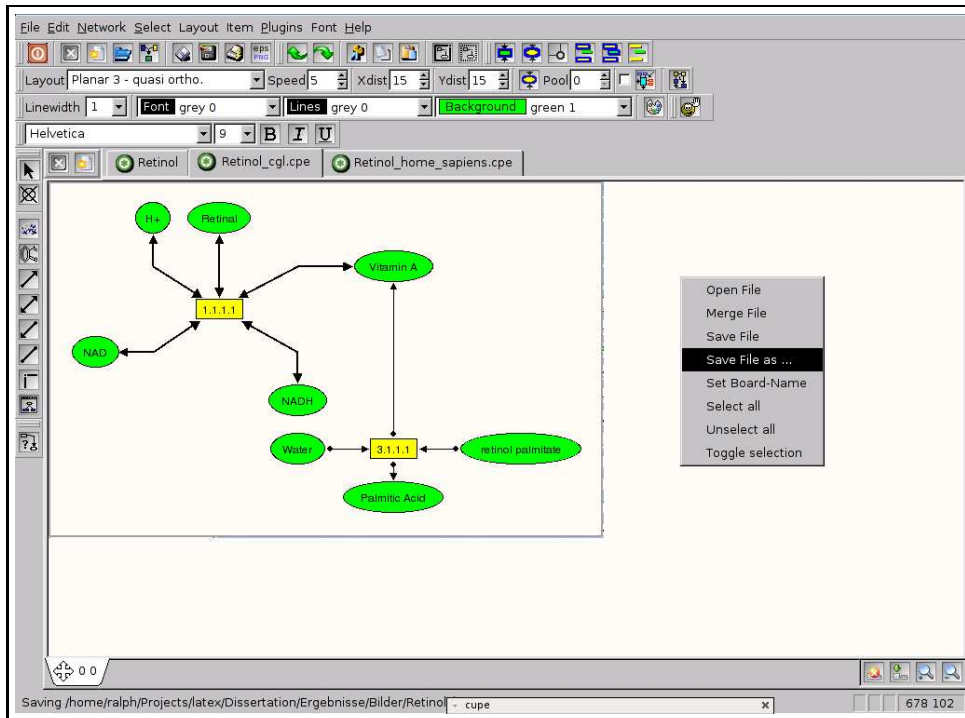 File Edit Network Select Layout Item Plugins Font Help
eps
PNG
Layout Planar 3 - quasi ortho. Speed 5 Xdist 15 Ydist 15 Pool 0
Linewidth 1 Font grey 0 Lines grey 0 Background green 1
Helvetica 9 B I U
Retinol Retinol_cgl.cpe Retinol_home_sapiens.cpe
H+ Retinal
Vitamin A
1.1.1.1
NAD
NADH
Water 3.1.1.1 retinol palmitate
Palmitic Acid
Open File
Merge File
Save File
Save File as ...
Set Board-Name
Select all
Unselect all
Toggle selection
0 0
Saving /home/ralph/Projects/latex/Dissertation/Ergebnisse/Bilder/Retinol
- cupe x
678 102